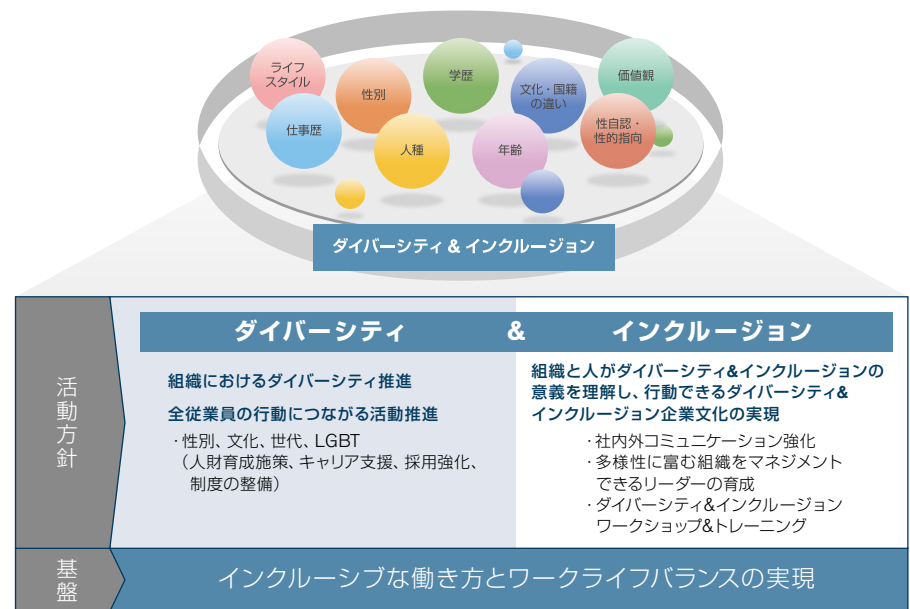 ライフ
スタイル
性別
学歴
文化・国籍
の違い
価値観
仕事歴
人種
年齢
性自認・
性的指向
ダイバーシティ & インクルージョン
活動方針
ダイバーシティ & インクルージョン
組織におけるダイバーシティ推進
全従業員の行動につながる活動推進
・性別、文化、世代、LGBT
（人財育成施策、キャリア支援、採用強化、
制度の整備）
組織と人がダイバーシティ&インクルージョンの
意義を理解し、行動できるダイバーシティ&
インクルージョン企業文化の実現
・社内外コミュニケーション強化
・多様性に富む組織をマネジメント
できるリーダーの育成
・ダイバーシティ&インクルージョン
ワークショップ&トレーニング
基盤
インクルーシブな働き方とワークライフバランスの実現